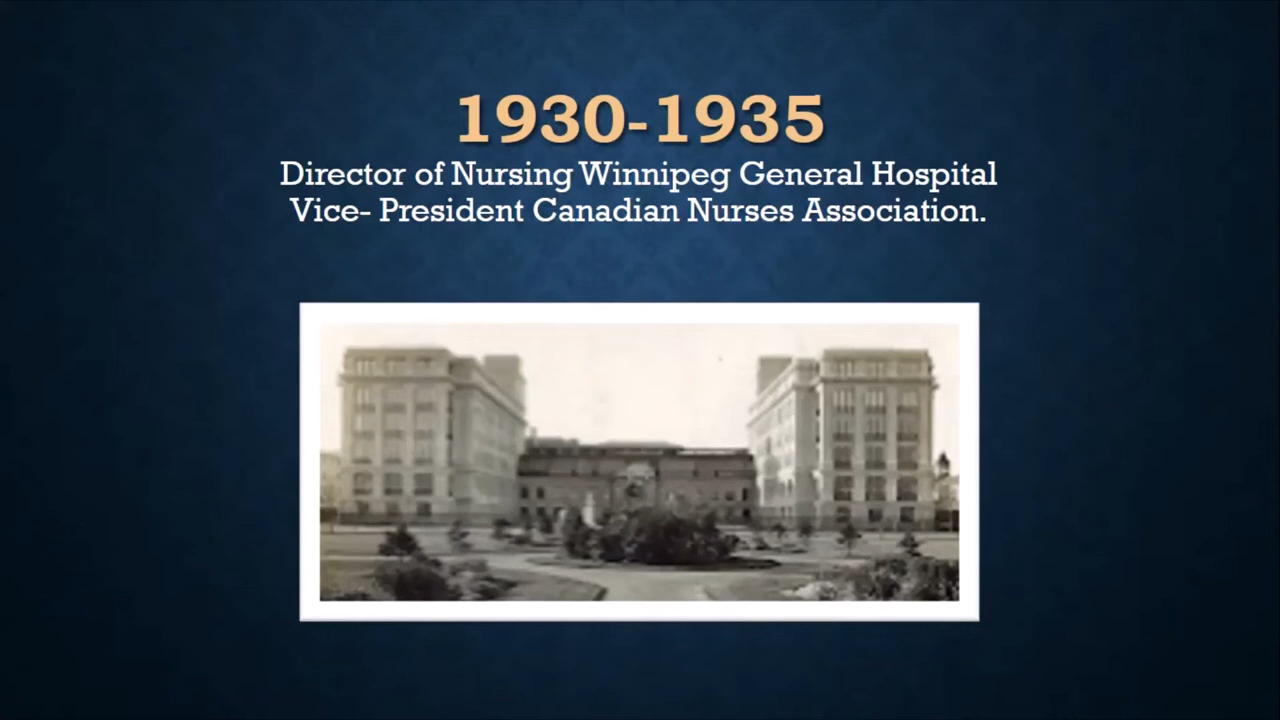 1930-1935
Director of Nursing Winnipeg General Hospital
Vice- President Canadian Nurses Association.